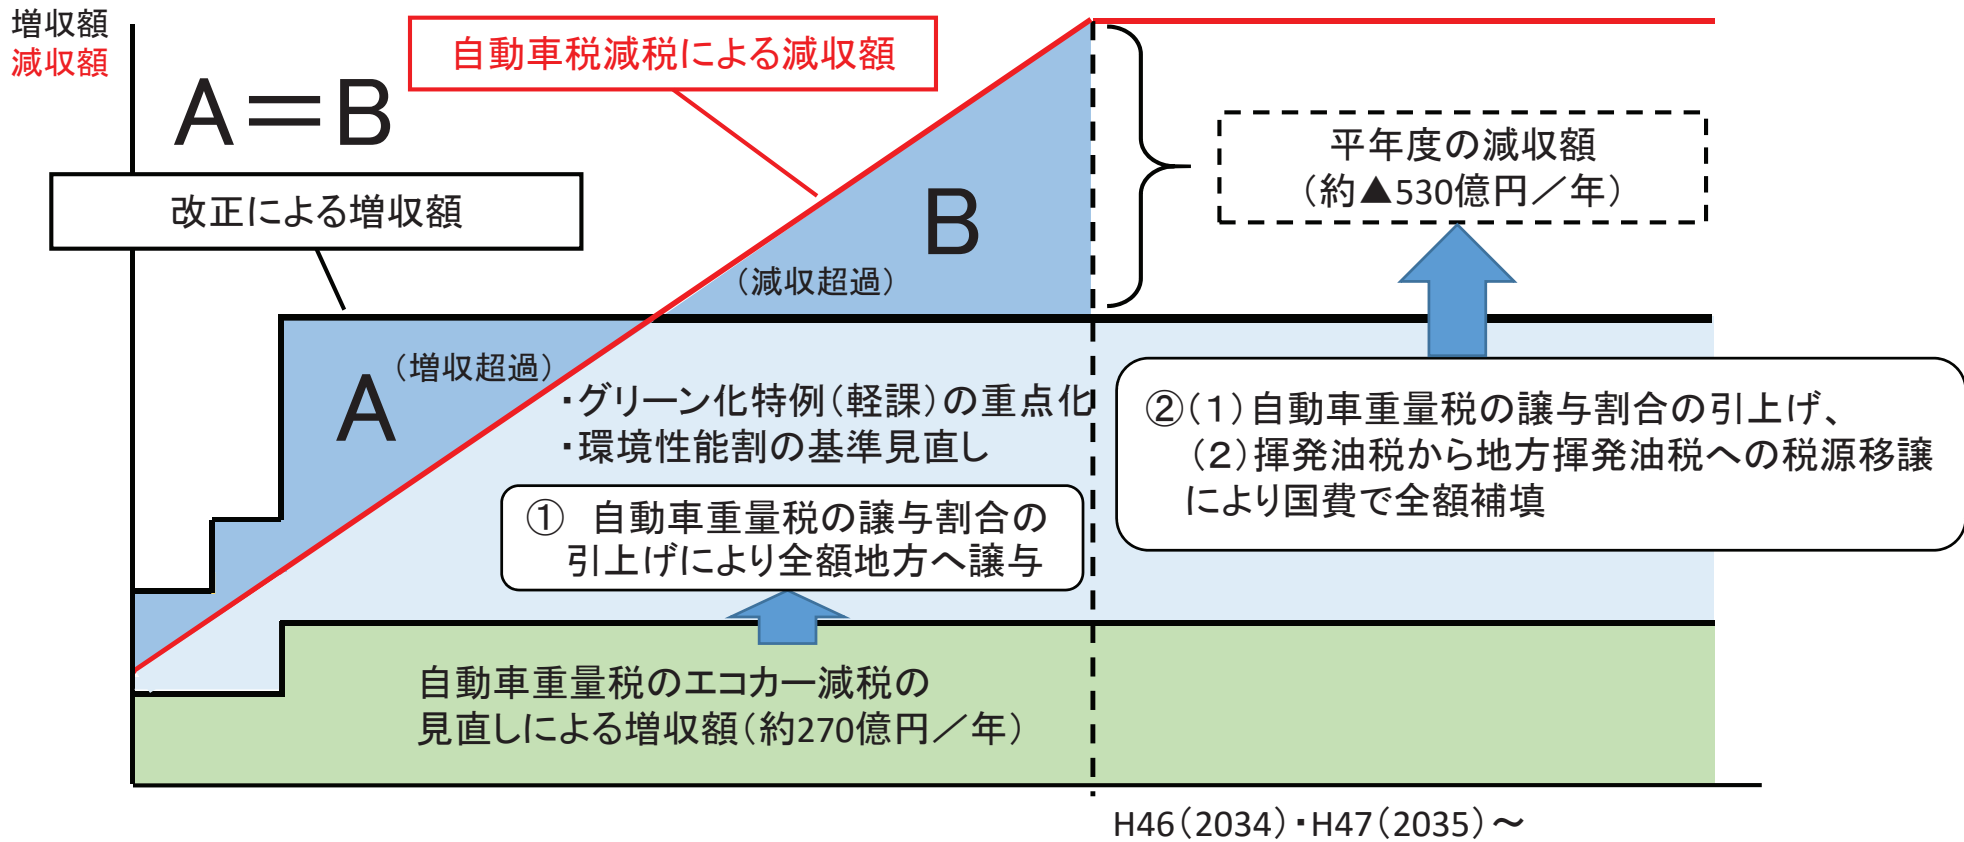 増収額
減収額
自動車税減税による減収額
A＝B
改正による増収額
平年度の減収額
（約▲530億円／年）
B
（減収超過）
A
（増収超過）
・グリーン化特例（軽課）の重点化
・環境性能割の基準見直し
①　自動車重量税の譲与割合の
引上げにより全額地方へ譲与
②（１）自動車重量税の譲与割合の引上げ、
（２）揮発油税から地方揮発油税への税源移譲
により国費で全額補填
自動車重量税のエコカー減税の
見直しによる増収額（約270億円／年）
H46（2034）・H47（2035）～